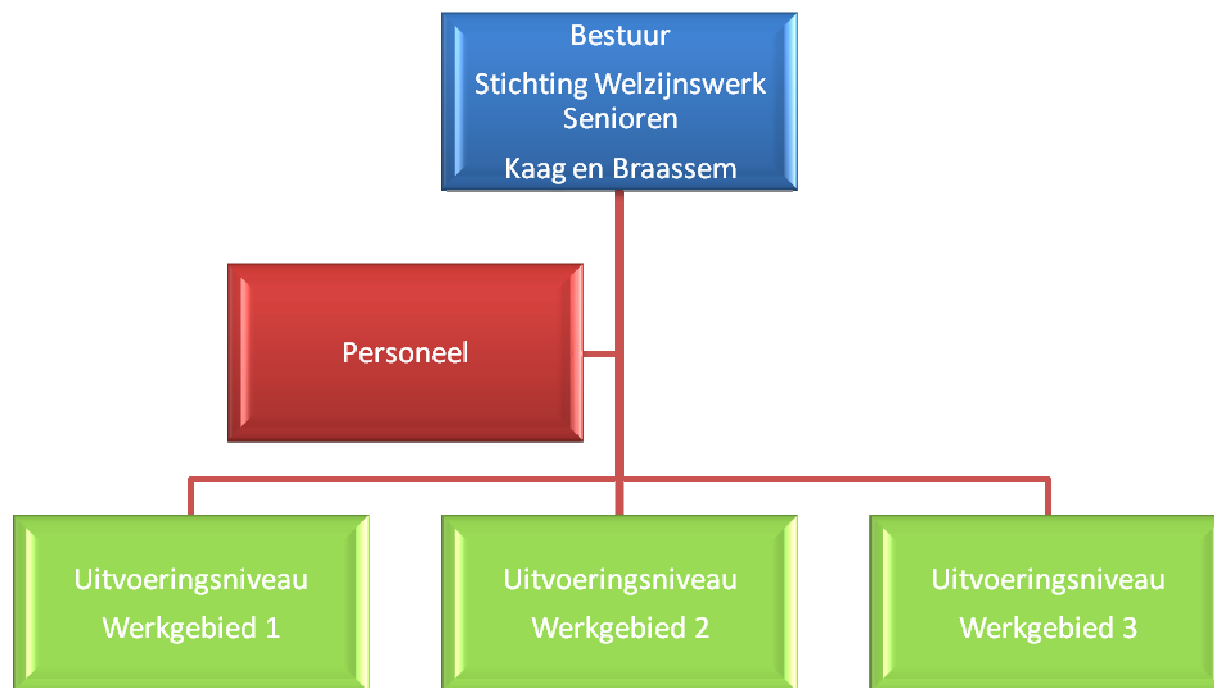 Bestuur
Stichting Welzijnswerk
Senioren
Kaag en Braassem
Personeel
Uitvoeringsniveau
Werkgebied 1
Uitvoeringsniveau
Werkgebied 2
Uitvoeringsniveau
Werkgebied 3